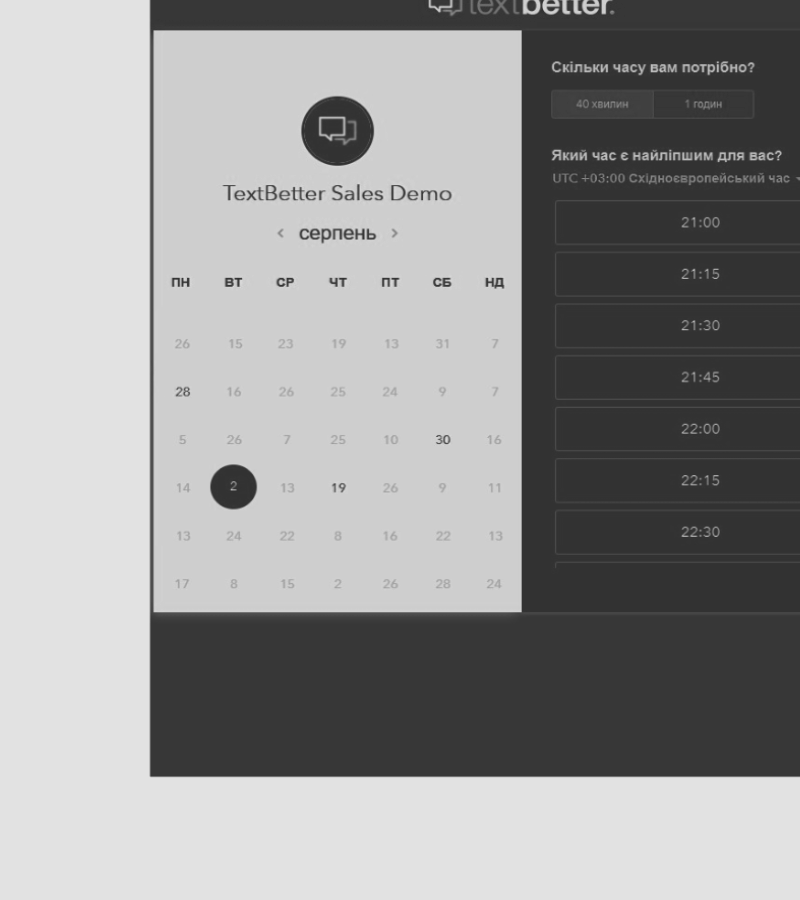 textbetter.
TextBetter Sales Demo
< серпень >
ПН ВТ СР ЧТ ПТ СБ НД
26 15 23 19 13 31 7
28 16 26 25 24 9 7
5 26 7 25 10 30 16
14 2 13 19 26 9 11
13 24 22 8 16 22 13
17 8 15 2 26 28 24
Скільки часу вам потрібно?
40 хвилин 1 годин
Який час є найліпшим для вас?
UTC +03:00 Східноєвропейський час
21:00
21:15
21:30
21:45
22:00
22:15
22:30